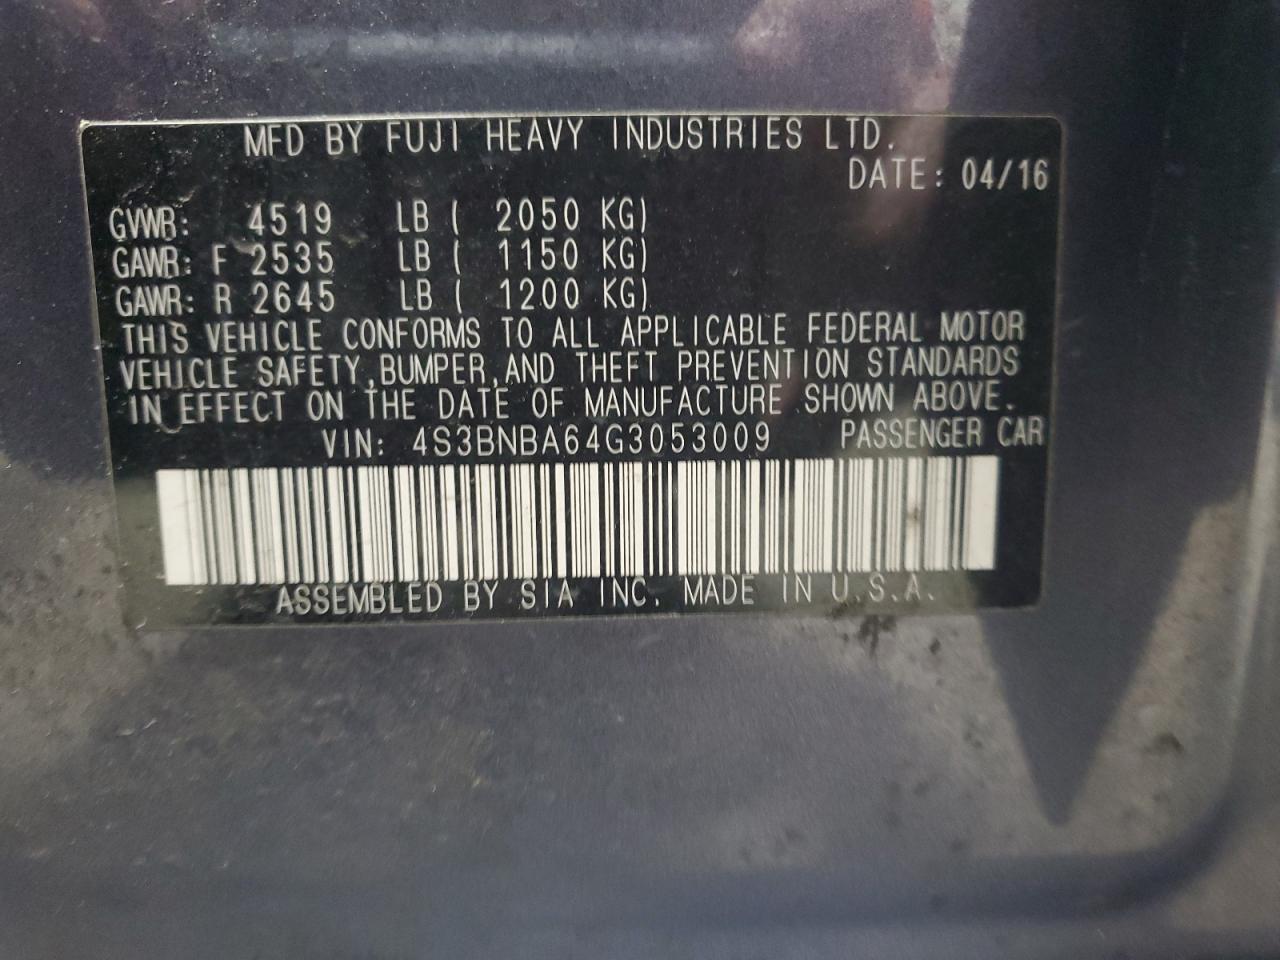 MFD BY FUJI HEAVY INDUSTRIES LTD.
DATE: 04/16
GVWR: 4519 LB ( 2050 KG)
GAWR: F 2535 LB ( 1150 KG)
GAWR: R 2645 LB ( 1200 KG)
THIS VEHICLE CONFORMS TO ALL APPLICABLE FEDERAL MOTOR
VEHICLE SAFETY,BUMPER,AND THEFT PREVENTION STANDARDS
IN EFFECT ON THE DATE OF MANUFACTURE SHOWN ABOVE.
VIN: 4S3BNBA64G3053009 PASSENGER CAR
ASSEMBLED BY SIA INC. MADE IN U.S.A.